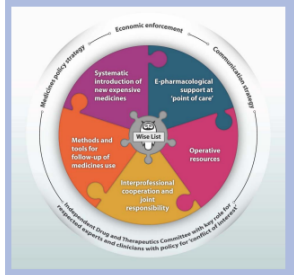 Economic enforcement
Medicines policy strategy
Communication strategy
Systematic
introduction of
new expensive
medicines
E-pharmacological
support at
'point of care'
Wise List
Methods and
tools for
follow-up of
medicines use
Operative
resources
Interprofessional
cooperation and
joint
responsibility
Independent Drug and Therapeutics Committee with key role for
respected experts and clinicians with policy for 'conflict of interest'